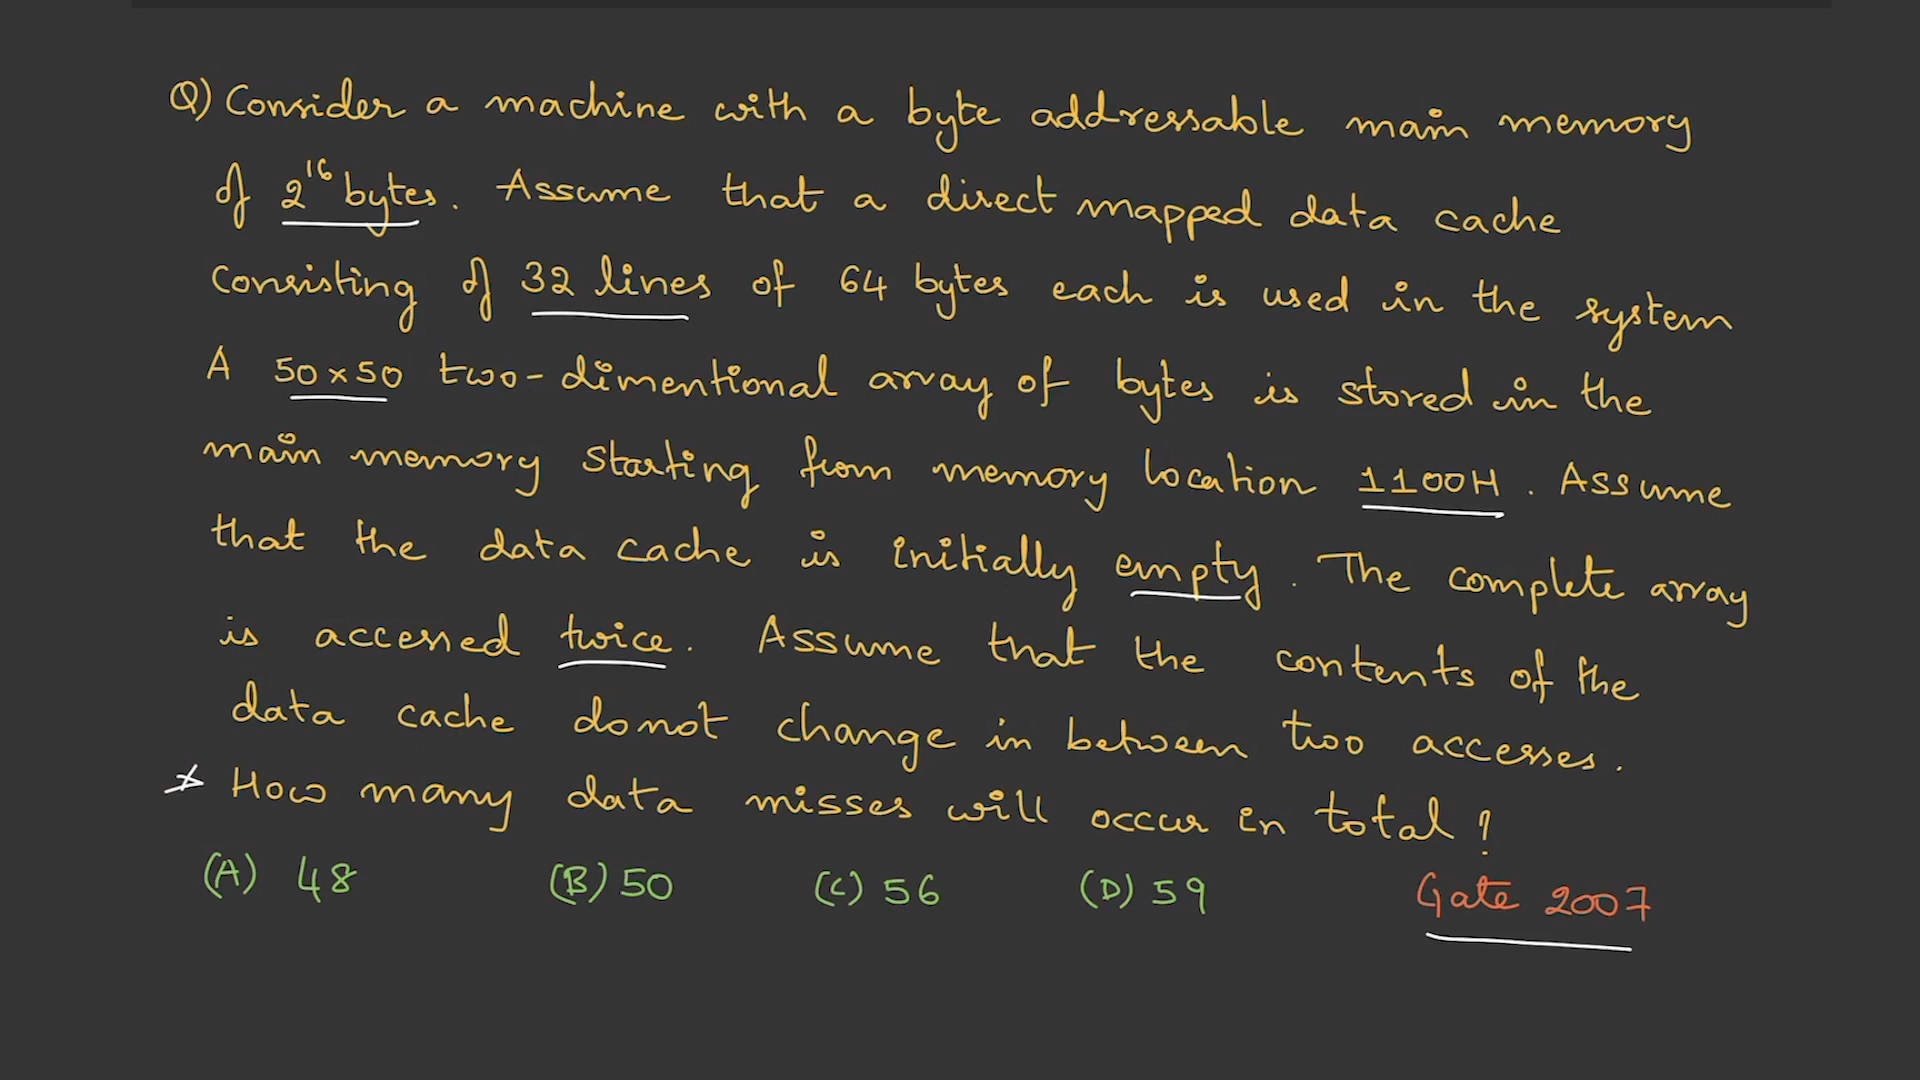 Q) Consider a machine with a byte addressable main memory
of 2^16 bytes. Assume that a direct mapped data cache
consisting of 32 lines of 64 bytes each is used in the system
A 50x50 two-dimentional array of bytes is stored in the
main memory starting from memory location 1100H. Assume
that the data cache is initially empty. The complete array
is accessed twice. Assume that the contents of the
data cache do not change in between two accesses.
* How many data misses will occur in total?
(A) 48 (B) 50 (C) 56 (D) 59 Gate 2007